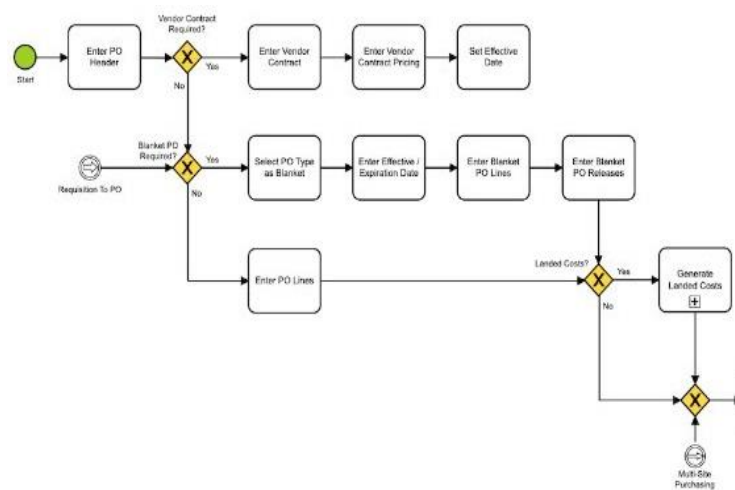 Vendor Contract
Required?
Enter PO
Header
Yes
Enter Vendor
Contract
Enter Vendor
Contract Pricing
Set Effective
Date
Start
No
Blanket PO
Required?
Yes
Select PO Type
as Blanket
Enter Effective /
Expiration Date
Enter Blanket
PO Lines
Enter Blanket
PO Releases
Requisition To PO
No
Landed Costs?
Yes
Enter PO Lines
Generate
Landed Costs
No
Multi-Site
Purchasing